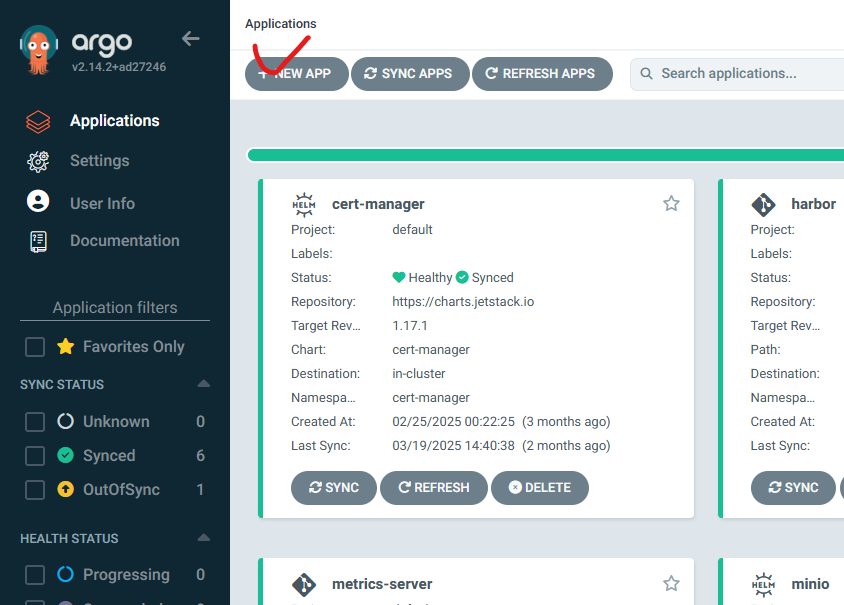 argo
v2.14.2+ad27246
Applications
Settings
User Info
Documentation
Application filters
Favorites Only
SYNC STATUS
Unknown 0
Synced 6
OutOfSync 1
HEALTH STATUS
Progressing 0
Applications
+ NEW APP SYNC APPS REFRESH APPS Search applications...
HELM cert-manager
Project: default
Labels:
Status: Healthy Synced
Repository: https://charts.jetstack.io
Target Rev... 1.17.1
Chart: cert-manager
Destination: in-cluster
Namespa... cert-manager
Created At: 02/25/2025 00:22:25 (3 months ago)
Last Sync: 03/19/2025 14:40:38 (2 months ago)
SYNC REFRESH DELETE
harbor
Project:
Labels:
Status:
Repository:
Target Rev...
Path:
Destination:
Namespa...
Created At:
Last Sync:
SYNC
metrics-server
HELM minio